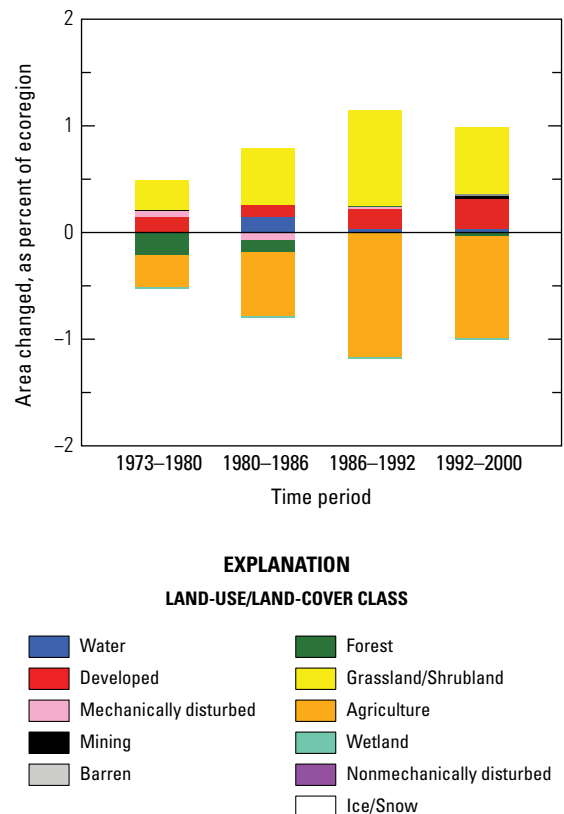 2
1
0
−1
−2
Area changed, as percent of ecoregion
1973–1980 1980–1986 1986–1992 1992–2000
Time period
EXPLANATION
LAND-USE/LAND-COVER CLASS
Water
Developed
Mechanically disturbed
Mining
Barren
Forest
Grassland/Shrubland
Agriculture
Wetland
Nonmechanically disturbed
Ice/Snow